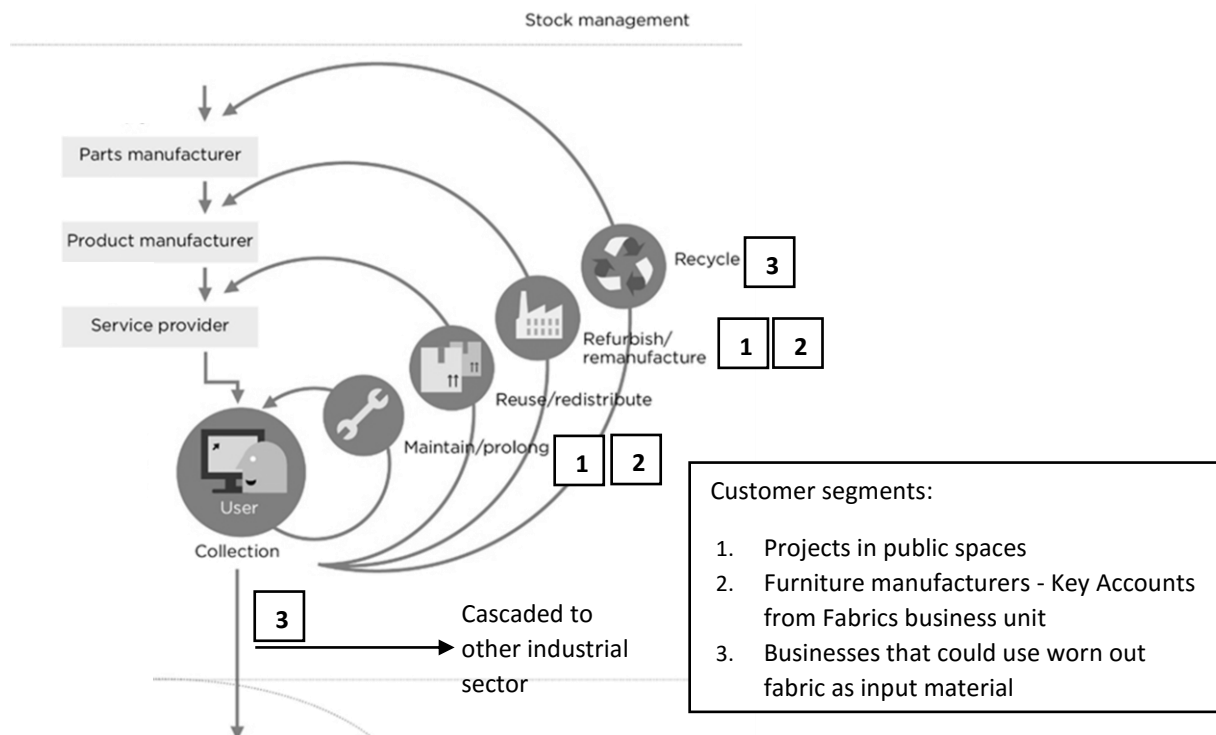 Stock management
Parts manufacturer
Product manufacturer
Service provider
Recycle
3
Refurbish/
remanufacture
1
2
Reuse/redistribute
Maintain/prolong
1
2
User
Collection
3
Cascaded to
other industrial
sector
Customer segments:
1. Projects in public spaces
2. Furniture manufacturers - Key Accounts
from Fabrics business unit
3. Businesses that could use worn out
fabric as input material